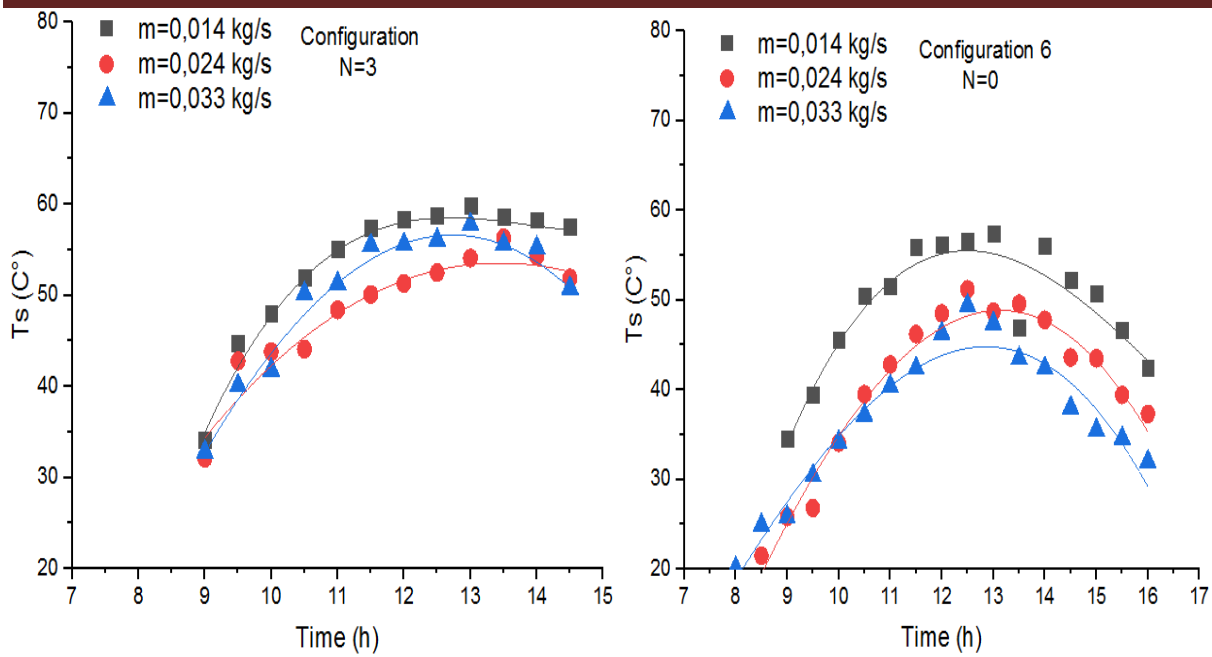 m=0,014 kg/s
m=0,024 kg/s
m=0,033 kg/s
Configuration
N=3
80
70
60
50
40
30
20
Ts (C°)
7 8 9 10 11 12 13 14 15
Time (h)
m=0,014 kg/s
m=0,024 kg/s
m=0,033 kg/s
Configuration 6
N=0
80
70
60
50
40
30
20
Ts (C°)
7 8 9 10 11 12 13 14 15 16 17
Time (h)